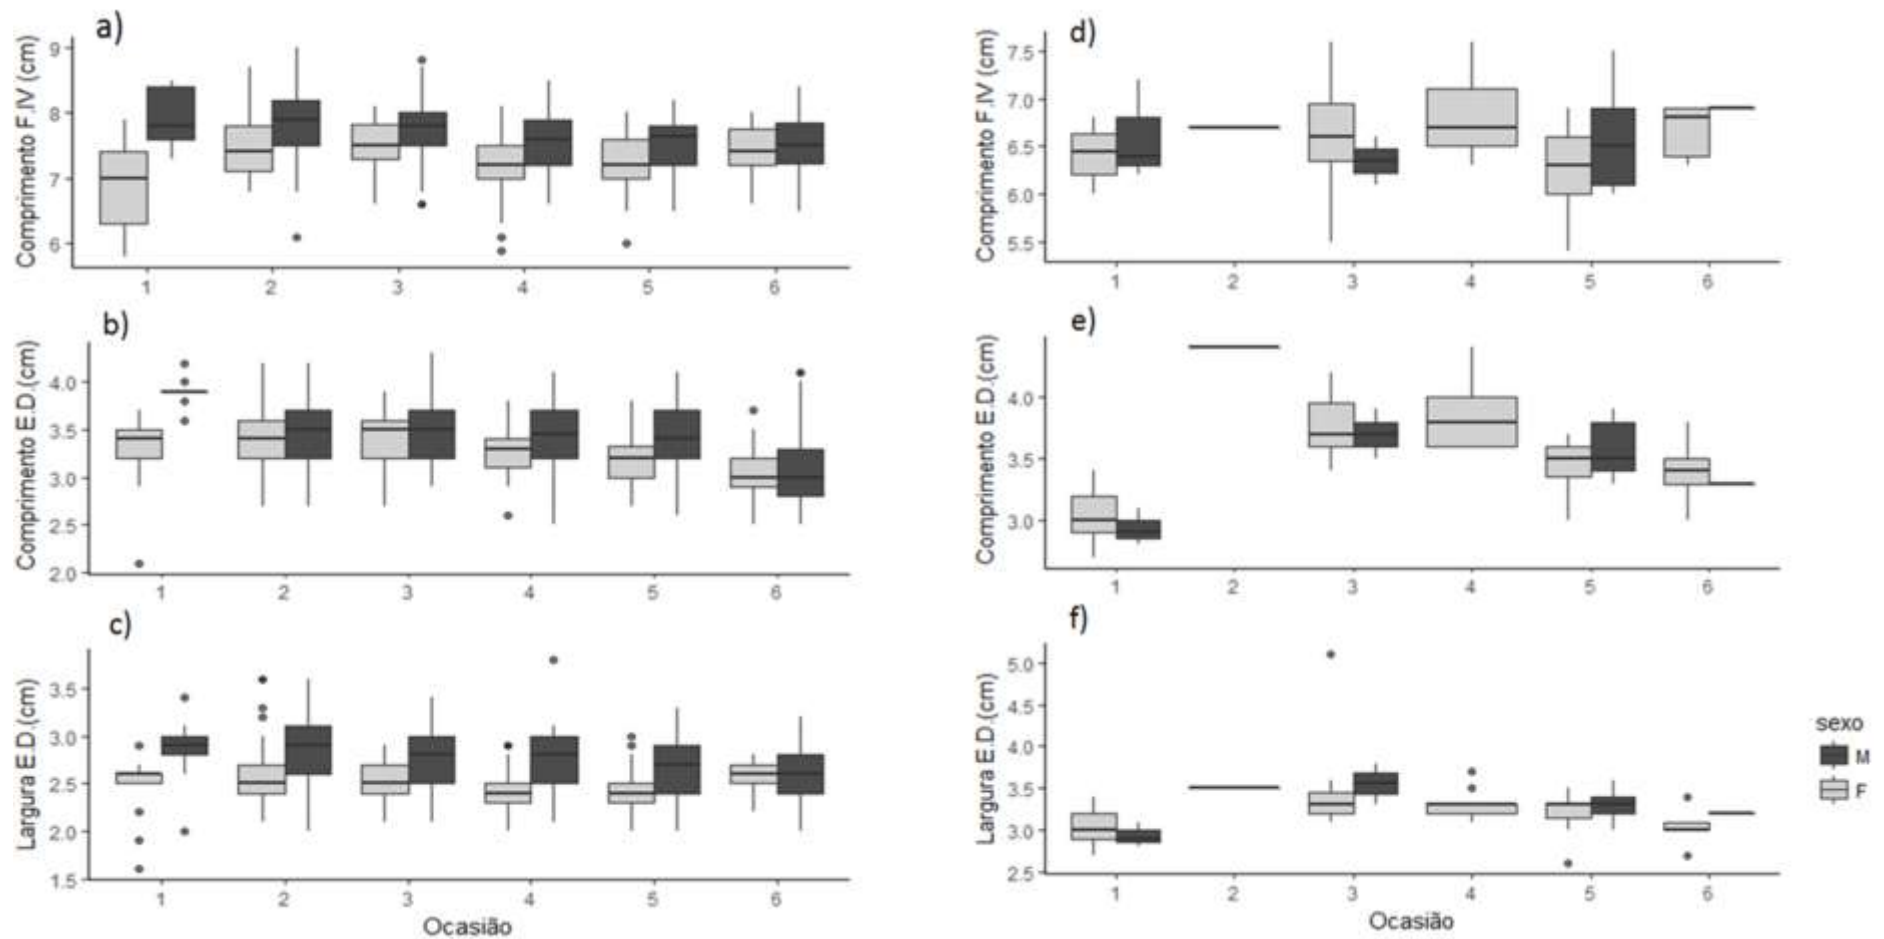 a)
Comprimento F.IV (cm)
9
8
7
6
1 2 3 4 5 6
b)
Comprimento E.D.(cm)
4.0
3.5
3.0
2.5
2.0
1 2 3 4 5 6
c)
Largura E.D.(cm)
3.5
3.0
2.5
2.0
1.5
1 2 3 4 5 6
Ocasião
d)
Comprimento F.IV (cm)
7.5
7.0
6.5
6.0
5.5
1 2 3 4 5 6
e)
Comprimento E.D.(cm)
4.0
3.5
3.0
1 2 3 4 5 6
f)
Largura E.D.(cm)
5.0
4.5
4.0
3.5
3.0
2.5
1 2 3 4 5 6
Ocasião
sexo
M
F